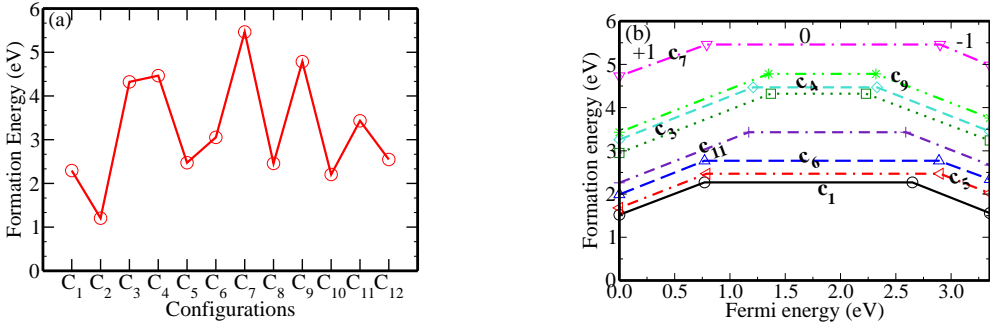 (a)
Formation Energy (eV)
6
5
4
3
2
1
0
C₁ C₂ C₃ C₄ C₅ C₆ C₇ C₈ C₉ C₁₀ C₁₁ C₁₂
Configurations
(b)
Formation energy (eV)
6
5
4
3
2
1
0
+1
0
-1
c₇
c₉
c₄
c₃
c₁₁
c₆
c₅
c₁
0.0 0.5 1.0 1.5 2.0 2.5 3.0
Fermi energy (eV)